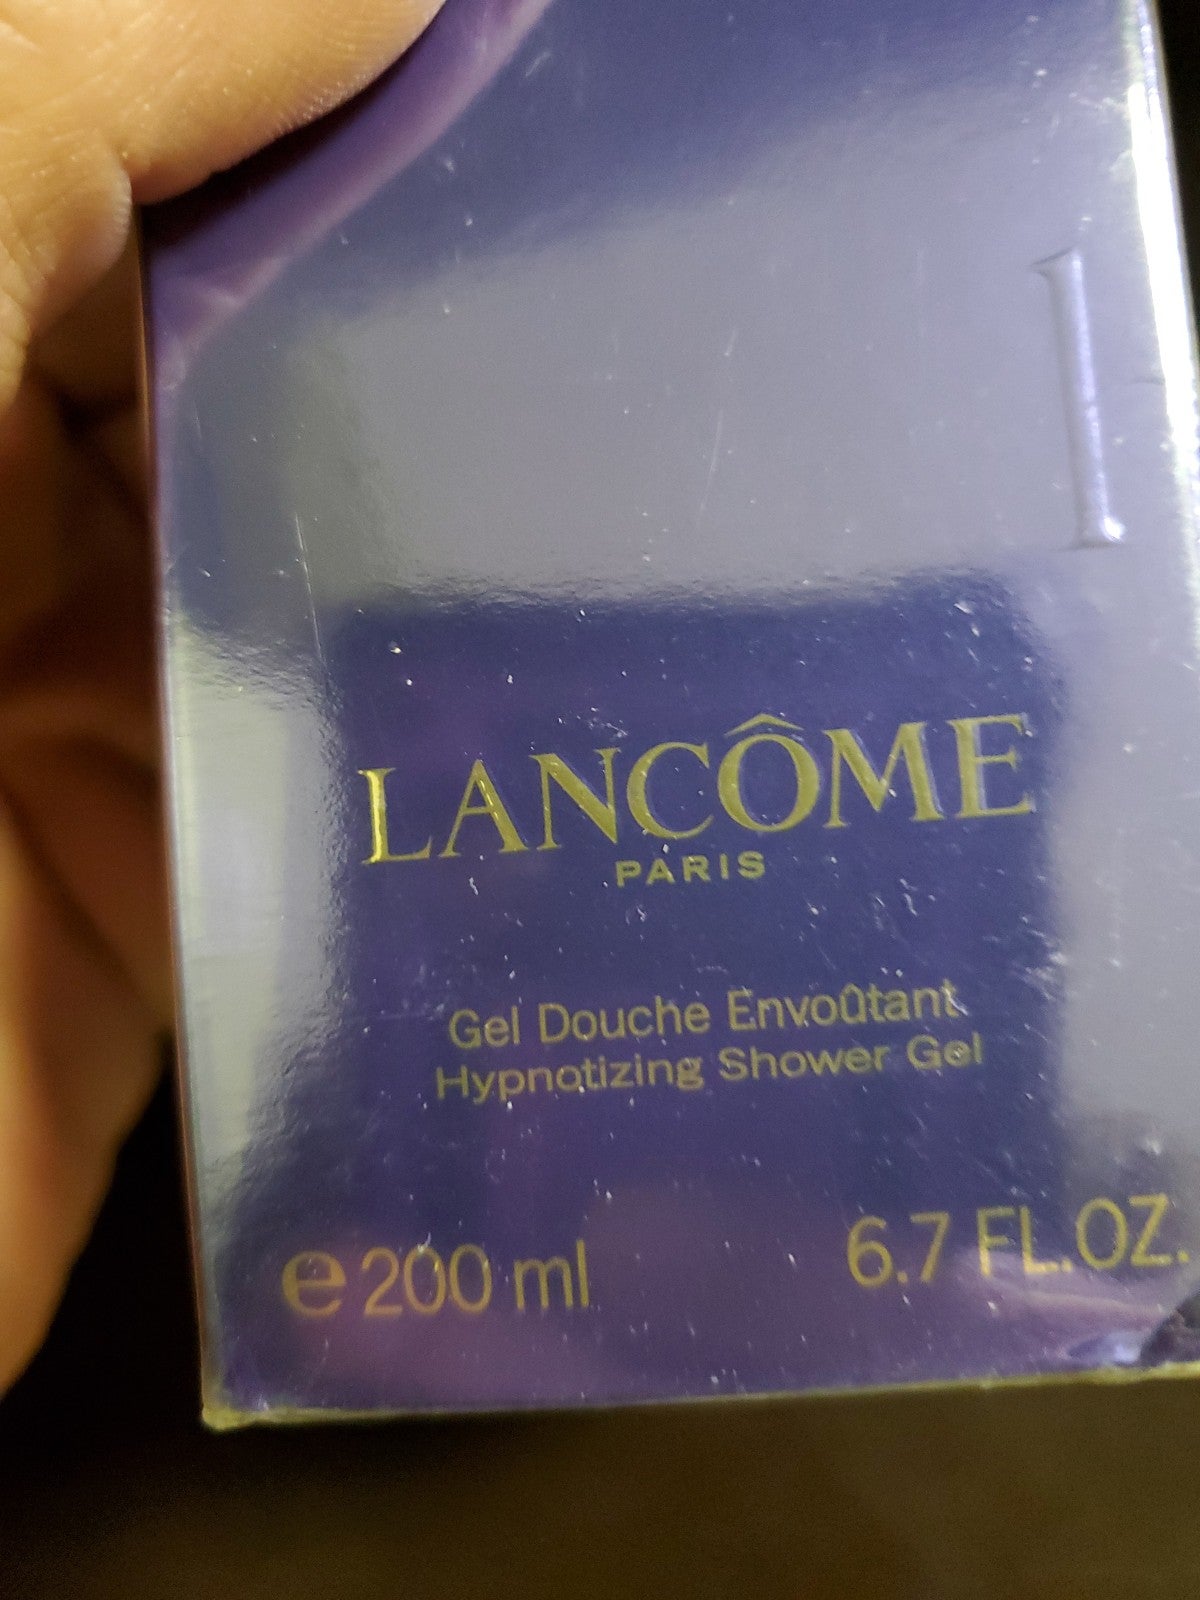 LANCÔME
PARIS
Gel Douche Envoûtant
Hypnotizing Shower Gel
℮ 200 ml 6.7 FL.OZ.